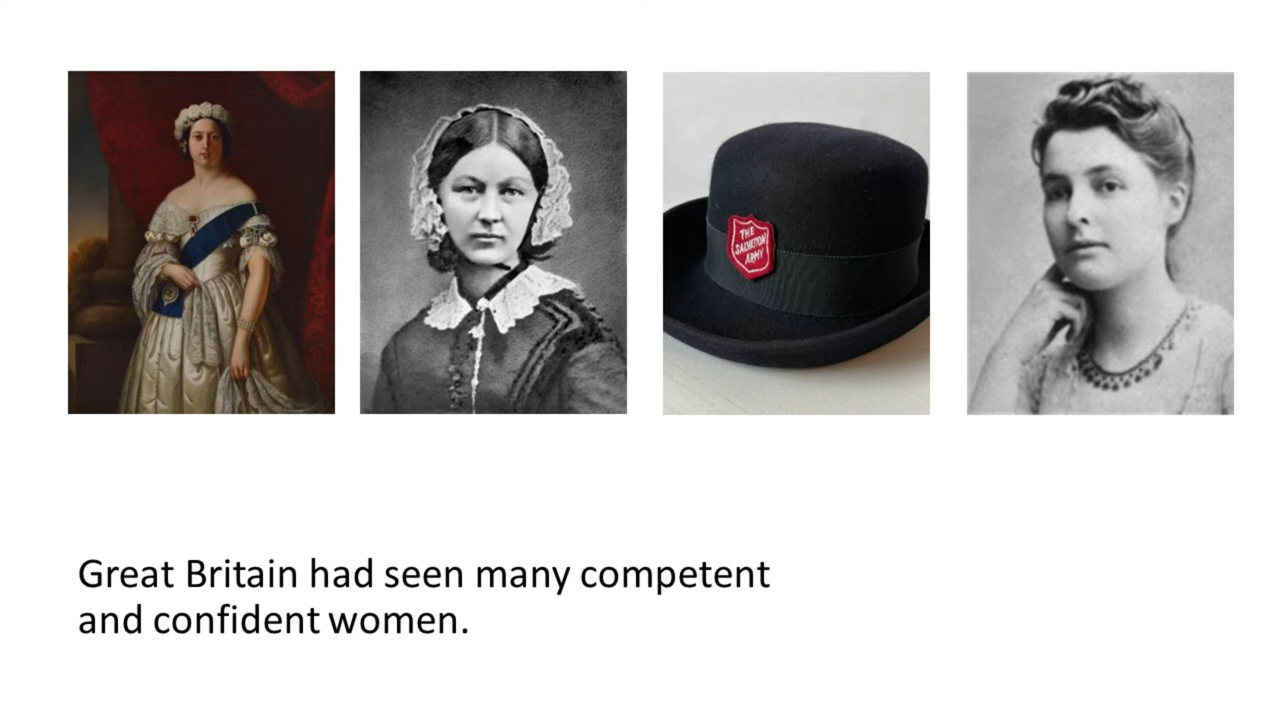 THE
SALVATION
ARMY
Great Britain had seen many competent
and confident women.